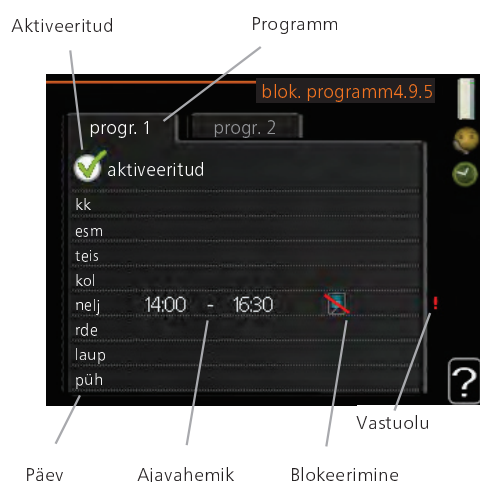 Aktiveeritud
Programm
blok. programm4.9.5
progr. 1
progr. 2
aktiveeritud
kk
esm
teis
kol
nelj 14:00 - 16:30 !
rde
laup
püh
?
Vastuolu
Päev
Ajavahemik
Blokeerimine